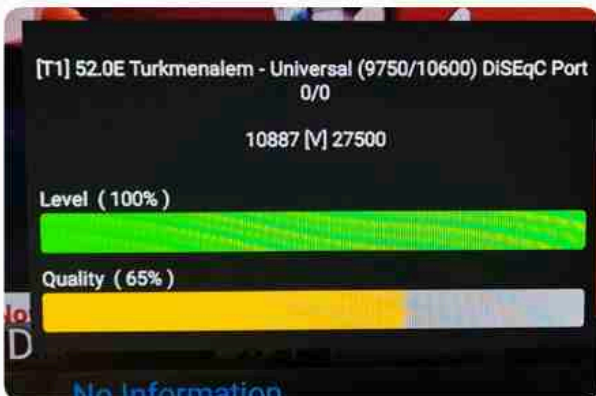 [T1] 52.0E Turkmenalem - Universal (9750/10600) DiSEqC Port
0/0
10887 [V] 27500
Level ( 100% )
Quality ( 65% )
No
D
No Information